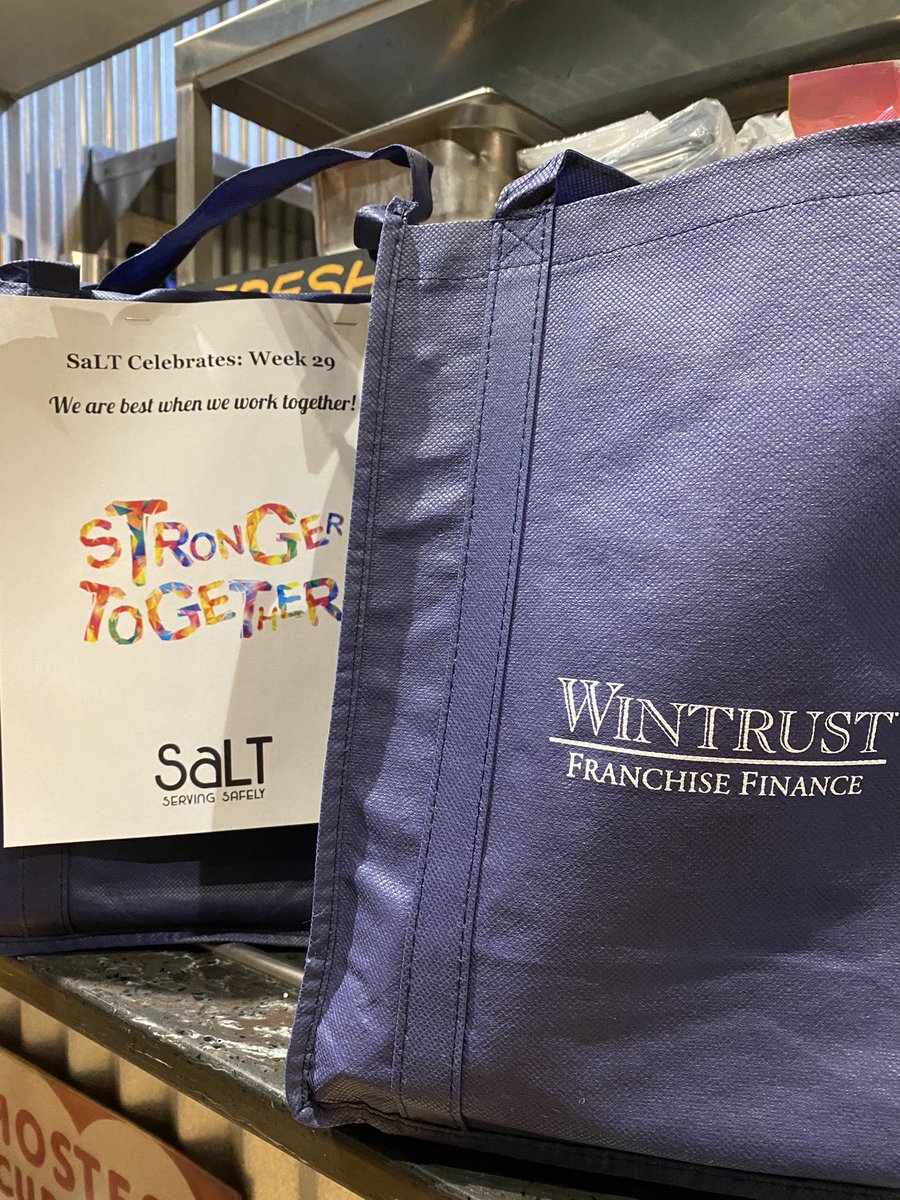 FRESH
SaLT Celebrates: Week 29
We are best when we work together!
STRONGER
TOGETHER
SaLT
SERVING SAFELY
WINTRUST
FRANCHISE FINANCE